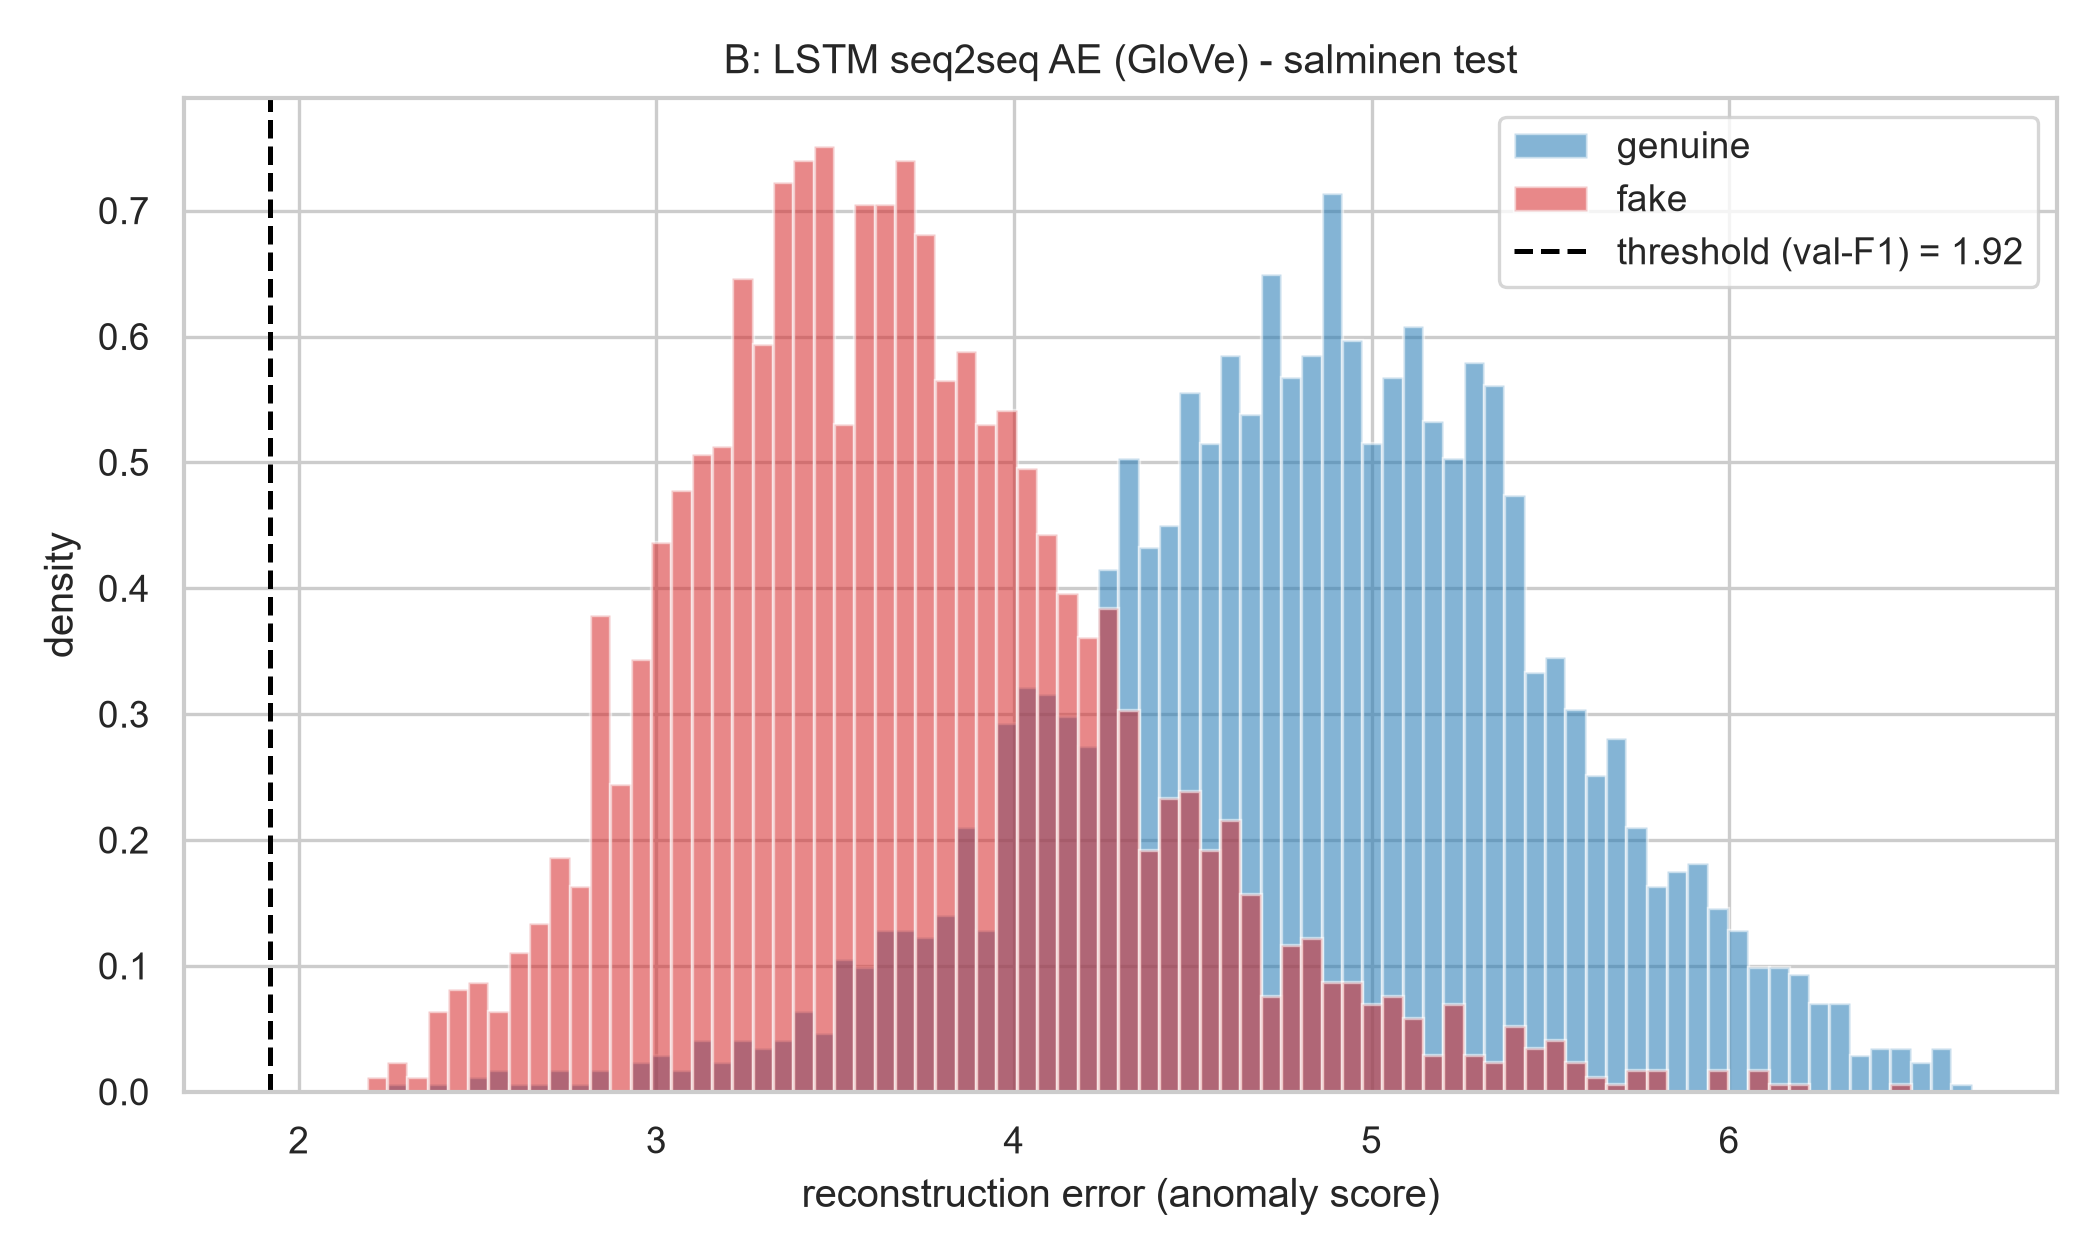 B: LSTM seq2seq AE (GloVe) - salminen test
genuine
fake
threshold (val-F1) = 1.92
density
0.7
0.6
0.5
0.4
0.3
0.2
0.1
0.0
2 3 4 5 6
reconstruction error (anomaly score)